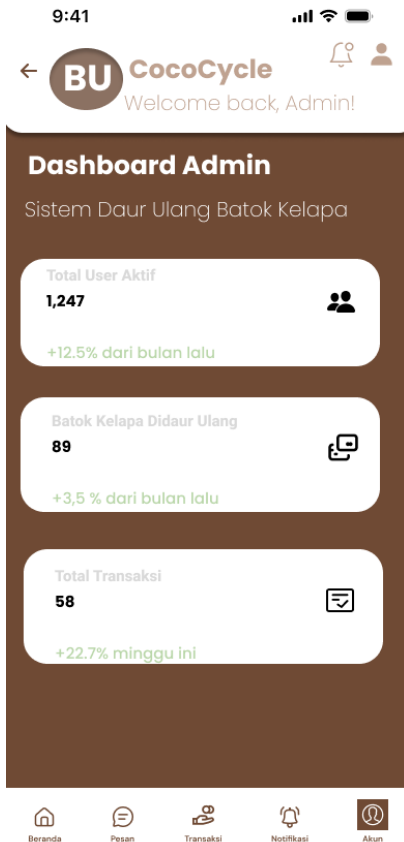 9:41
BU
CocoCycle
Welcome back, Admin!
Dashboard Admin
Sistem Daur Ulang Batok Kelapa
Total User Aktif
1,247
+12.5% dari bulan lalu
Batok Kelapa Didaur Ulang
89
+3,5 % dari bulan lalu
Total Transaksi
58
+22.7% minggu ini
Beranda Pesan Transaksi Notifikasi Akun